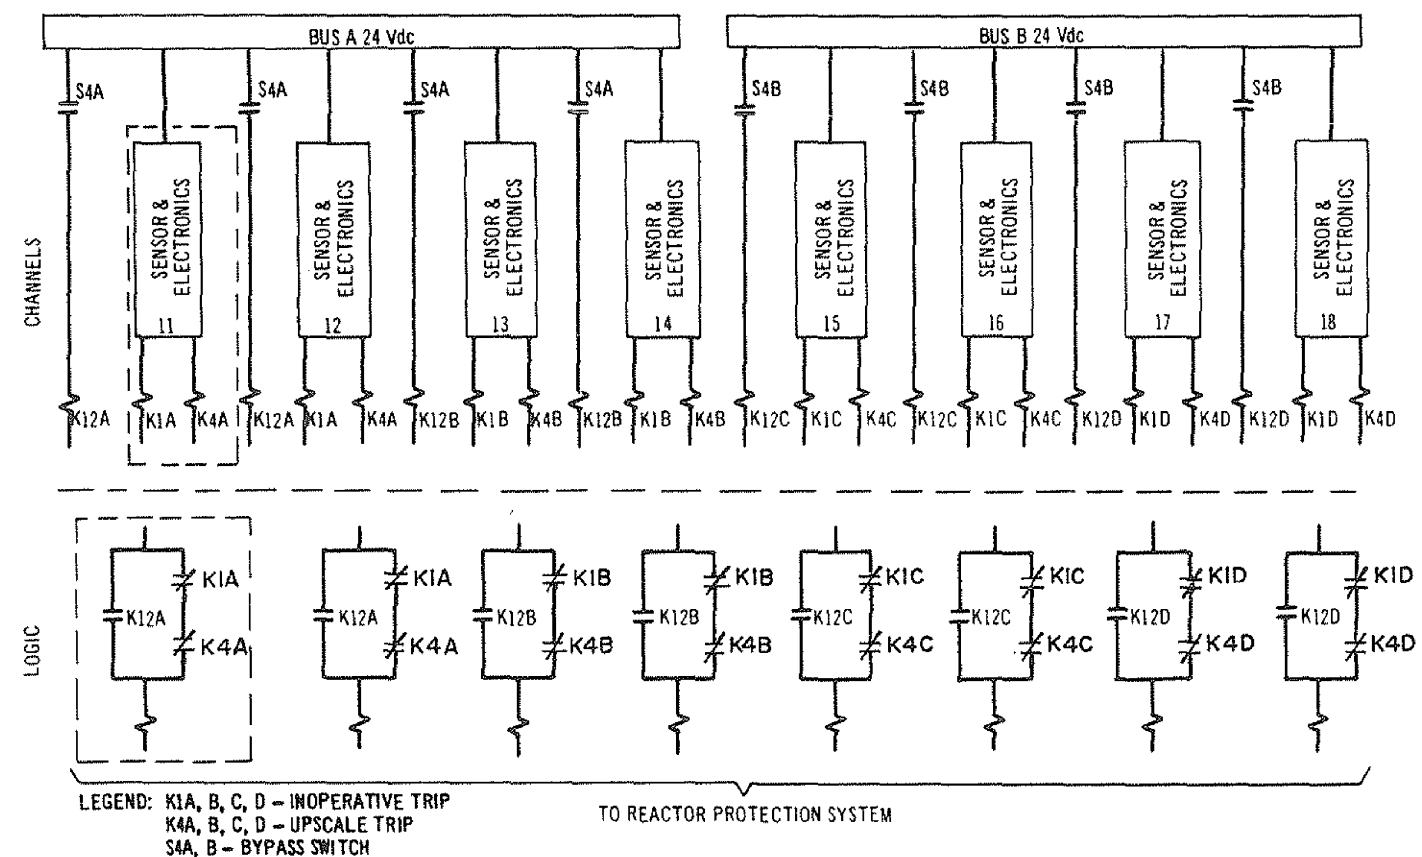 BUS A 24 Vdc
BUS B 24 Vdc
S4A
S4A
S4A
S4A
S4B
S4B
S4B
S4B
CHANNELS
SENSOR &
ELECTRONICS
11
SENSOR &
ELECTRONICS
12
SENSOR &
ELECTRONICS
13
SENSOR &
ELECTRONICS
14
SENSOR &
ELECTRONICS
15
SENSOR &
ELECTRONICS
16
SENSOR &
ELECTRONICS
17
SENSOR &
ELECTRONICS
18
K12A K1A K4A K12A K1A K4A K12B K1B K4B K12B K1B K4B K12C K1C K4C K12C K1C K4C K12D K1D K4D K12D K1D K4D
LOGIC
K1A K1A K1B K1B K1C K1C K1D K1D
K12A K12A K12B K12B K12C K12C K12D K12D
K4A K4A K4B K4B K4C K4C K4D K4D
LEGEND: K1A, B, C, D – INOPERATIVE TRIP
K4A, B, C, D – UPSCALE TRIP
S4A, B – BYPASS SWITCH
TO REACTOR PROTECTION SYSTEM